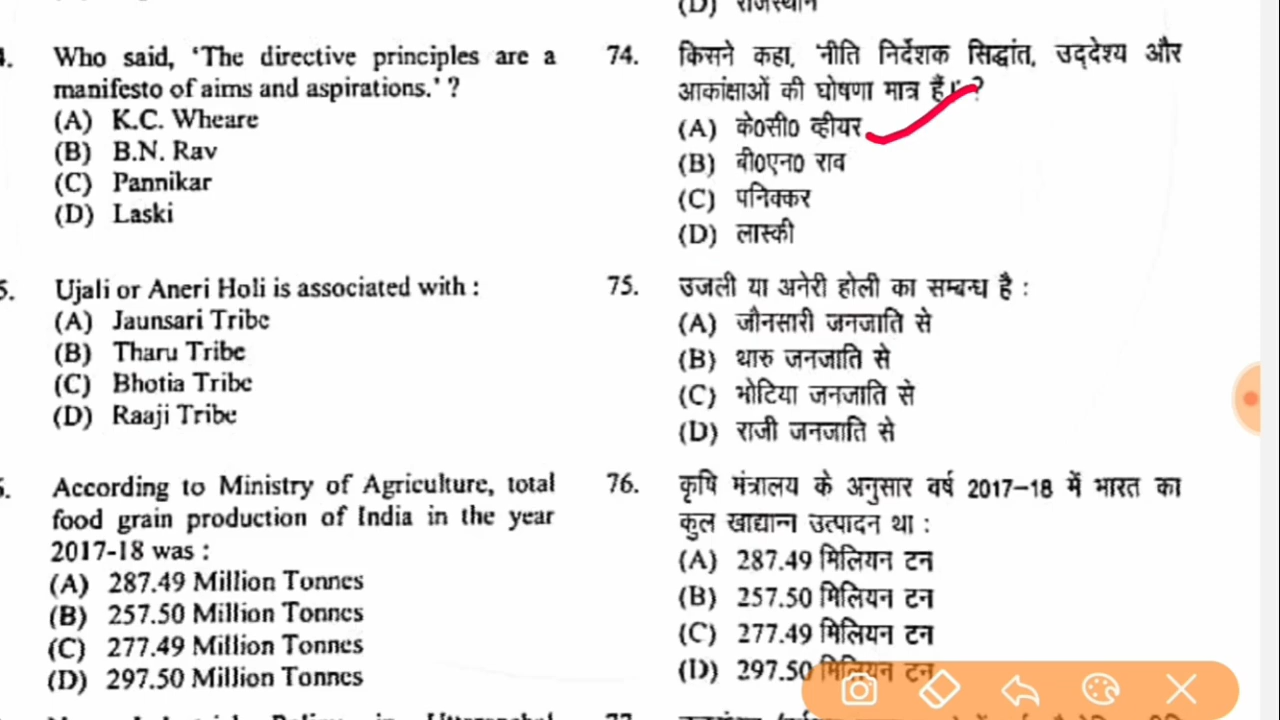 4.
Who said, ‘The directive principles are a
manifesto of aims and aspirations.’ ?
(A) K.C. Wheare
(B) B.N. Rav
(C) Pannikar
(D) Laski
5.
Ujali or Aneri Holi is associated with :
(A) Jaunsari Tribe
(B) Tharu Tribe
(C) Bhotia Tribe
(D) Raaji Tribe
According to Ministry of Agriculture, total
food grain production of India in the year
2017-18 was :
(A) 287.49 Million Tonnes
(B) 257.50 Million Tonnes
(C) 277.49 Million Tonnes
(D) 297.50 Million Tonnes
(D) राजस्थान
74. किसने कहा, ‘नीति निर्देशक सिद्धांत, उद्देश्य और
आकांक्षाओं की घोषणा मात्र हैं।’ ?
(A) के0सी0 व्हीयर
(B) बी0एन0 राव
(C) पनिक्कर
(D) लास्की
75. उजली या अनेरी होली का सम्बन्ध है :
(A) जौनसारी जनजाति से
(B) थारु जनजाति से
(C) भोटिया जनजाति से
(D) राजी जनजाति से
76. कृषि मंत्रालय के अनुसार वर्ष 2017–18 में भारत का
कुल खाद्यान्न उत्पादन था :
(A) 287.49 मिलियन टन
(B) 257.50 मिलियन टन
(C) 277.49 मिलियन टन
(D) 297.50 मिलियन टन